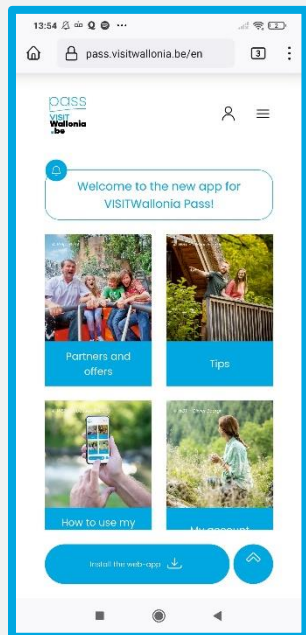 13:54
pass.visitwallonia.be/en
3
pass
VISIT
Wallonia
.be
Welcome to the new app for
VISITWallonia Pass!
Partners and
offers
Tips
How to use my
My account
Install the web-app